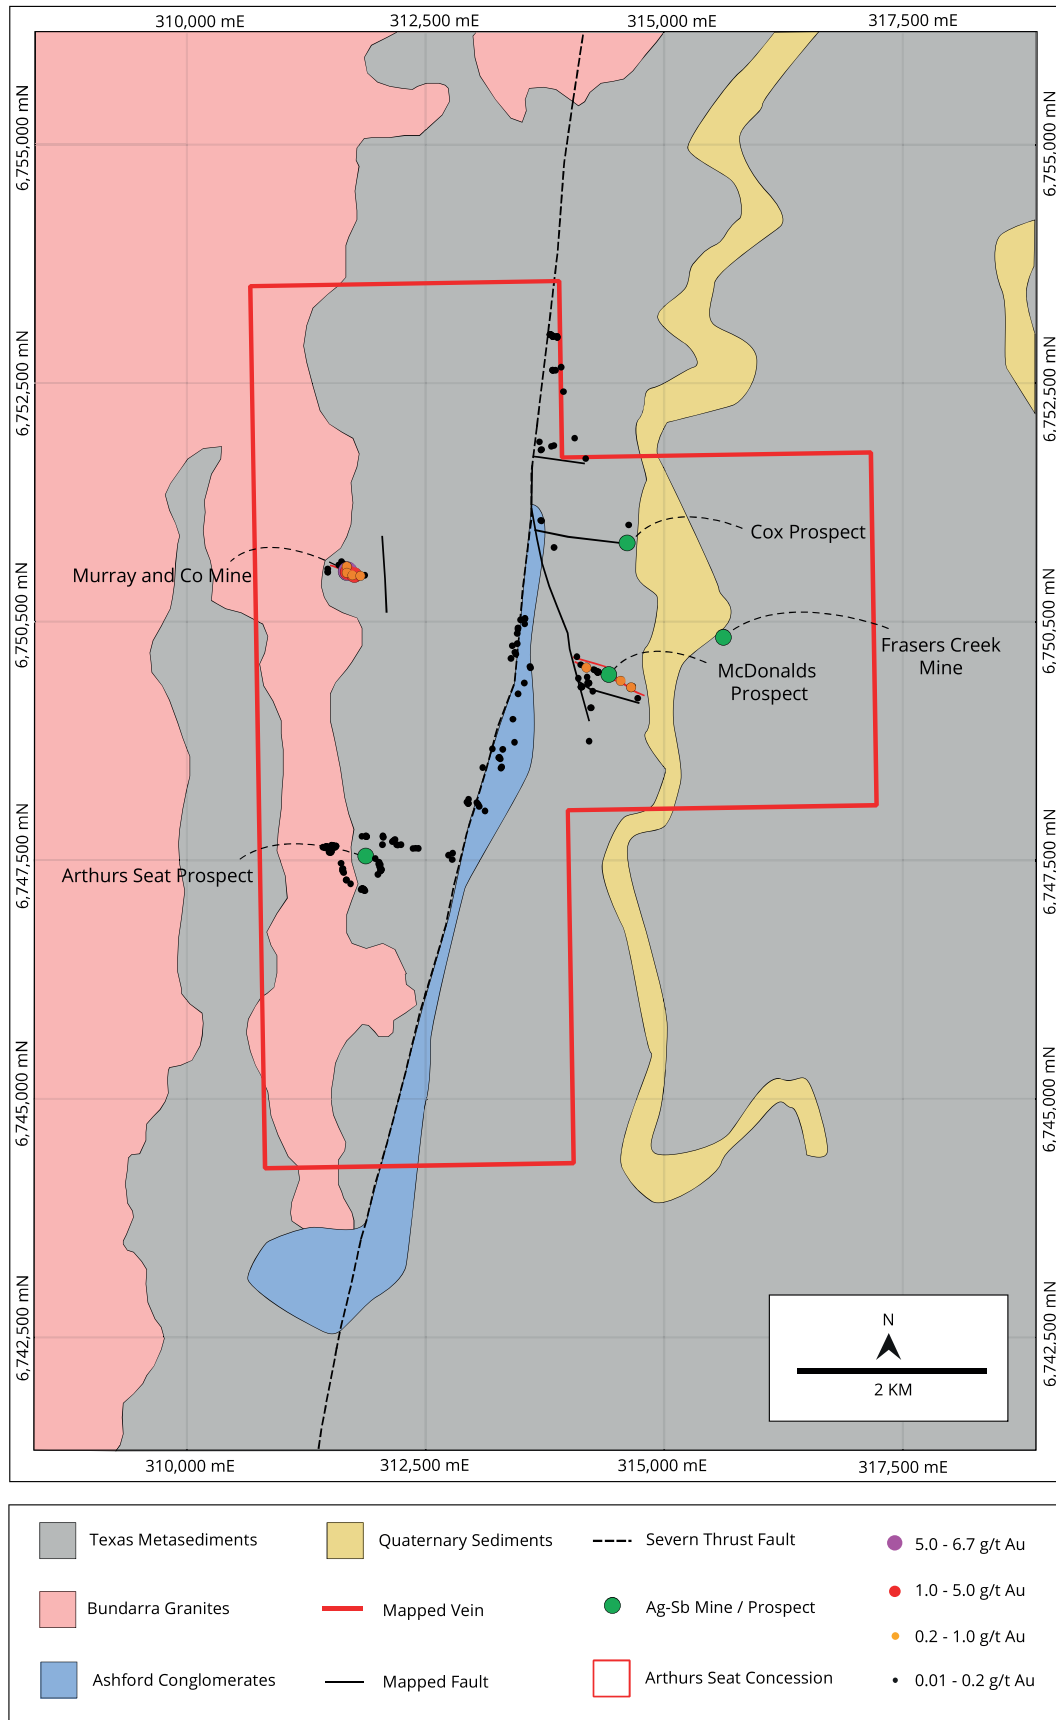 310,000 mE
312,500 mE
315,000 mE
317,500 mE
6,755,000 mN
6,755,000 mN
6,752,500 mN
6,752,500 mN
Cox Prospect
Murray and Co Mine
6,750,500 mN
6,750,500 mN
Frasers Creek
Mine
McDonalds
Prospect
Arthurs Seat Prospect
6,747,500 mN
6,747,500 mN
6,745,000 mN
6,745,000 mN
6,742,500 mN
6,742,500 mN
N
2 KM
310,000 mE
312,500 mE
315,000 mE
317,500 mE
Texas Metasediments
Quaternary Sediments
Severn Thrust Fault
5.0 - 6.7 g/t Au
Bundarra Granites
Mapped Vein
Ag-Sb Mine / Prospect
1.0 - 5.0 g/t Au
0.2 - 1.0 g/t Au
Ashford Conglomerates
Mapped Fault
Arthurs Seat Concession
0.01 - 0.2 g/t Au